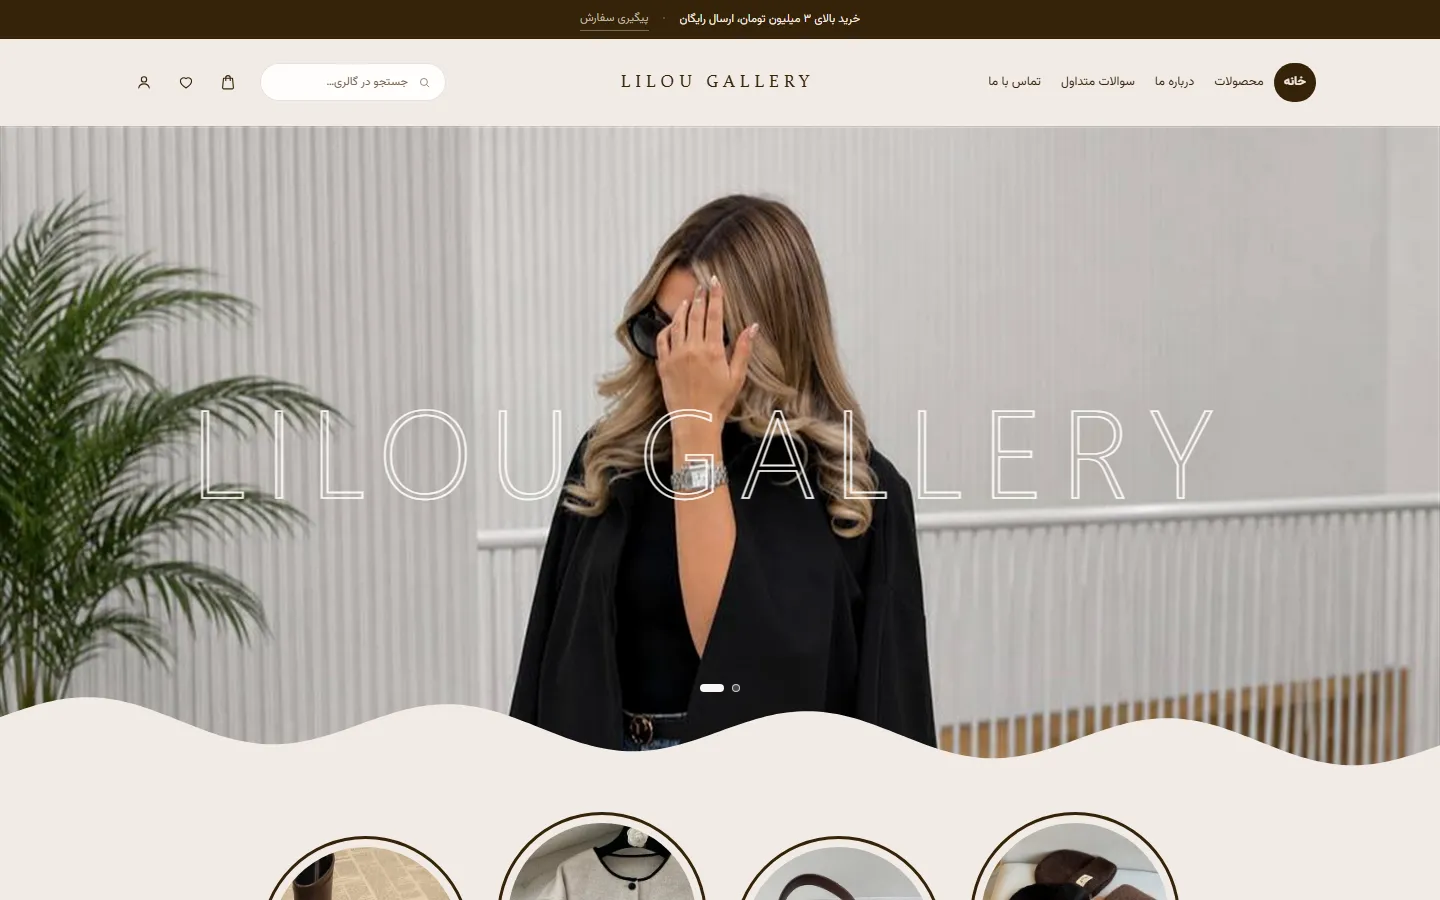 خرید بالای ۳ میلیون تومان، ارسال رایگان · پیگیری سفارش
خانه محصولات درباره ما سوالات متداول تماس با ما
LILOU GALLERY
جستجو در گالری...
LILOU GALLERY